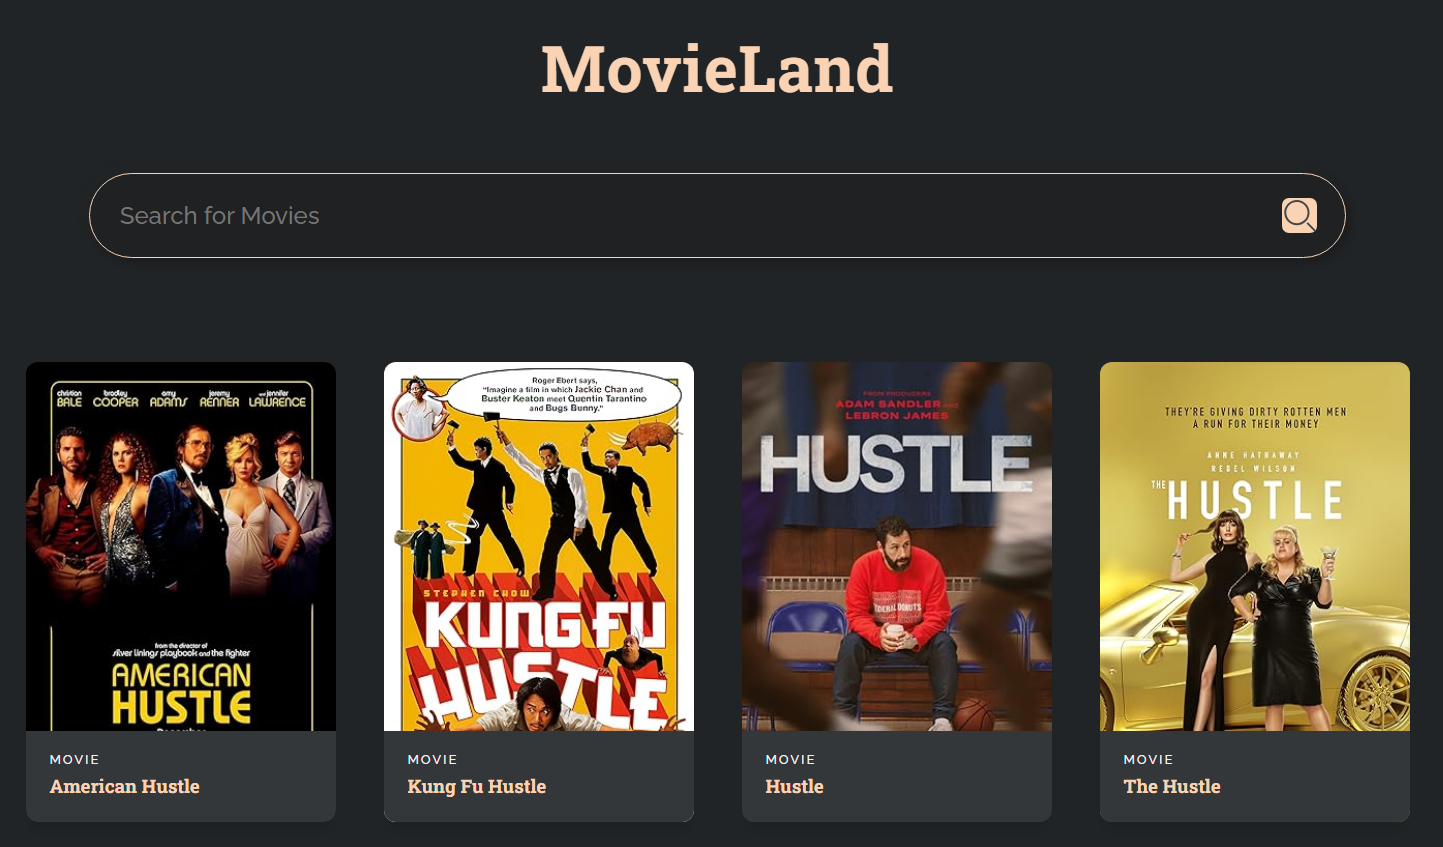 MovieLand
Search for Movies
christian
BALE
bradley
COOPER
amy
ADAMS
jeremy
RENNER
and jennifer
LAWRENCE
from the director of
silver linings playbook and the fighter
AMERICAN
HUSTLE
MOVIE
American Hustle
Roger Ebert says,
"Imagine a film in which Jackie Chan and
Buster Keaton meet Quentin Tarantino
and Bugs Bunny."
STEPHEN CHOW
KUNG FU
HUSTLE
MOVIE
Kung Fu Hustle
FROM PRODUCERS
ADAM SANDLER AND
LEBRON JAMES
HUSTLE
MOVIE
Hustle
THEY'RE GIVING DIRTY ROTTEN MEN
A RUN FOR THEIR MONEY
ANNE HATHAWAY
REBEL WILSON
THE HUSTLE
MOVIE
The Hustle